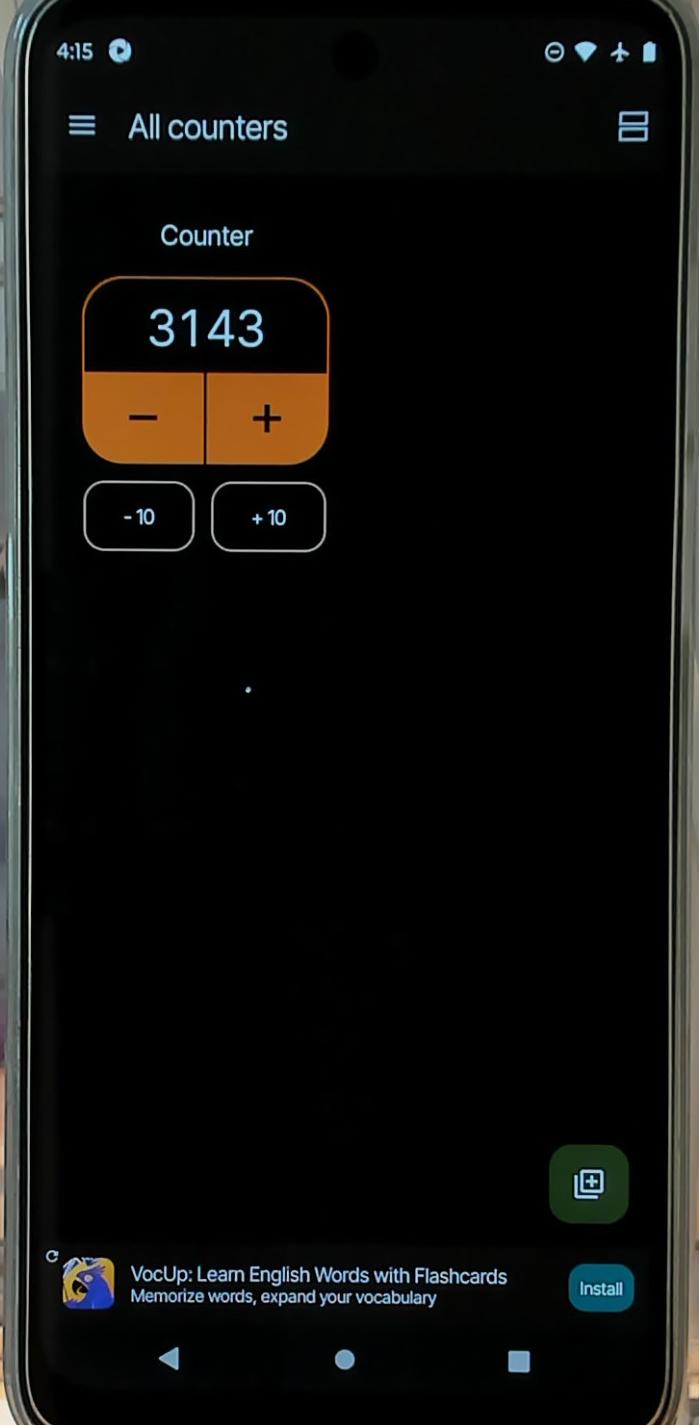 4:15
All counters
Counter
3143
− +
- 10 + 10
VocUp: Learn English Words with Flashcards
Memorize words, expand your vocabulary
Install